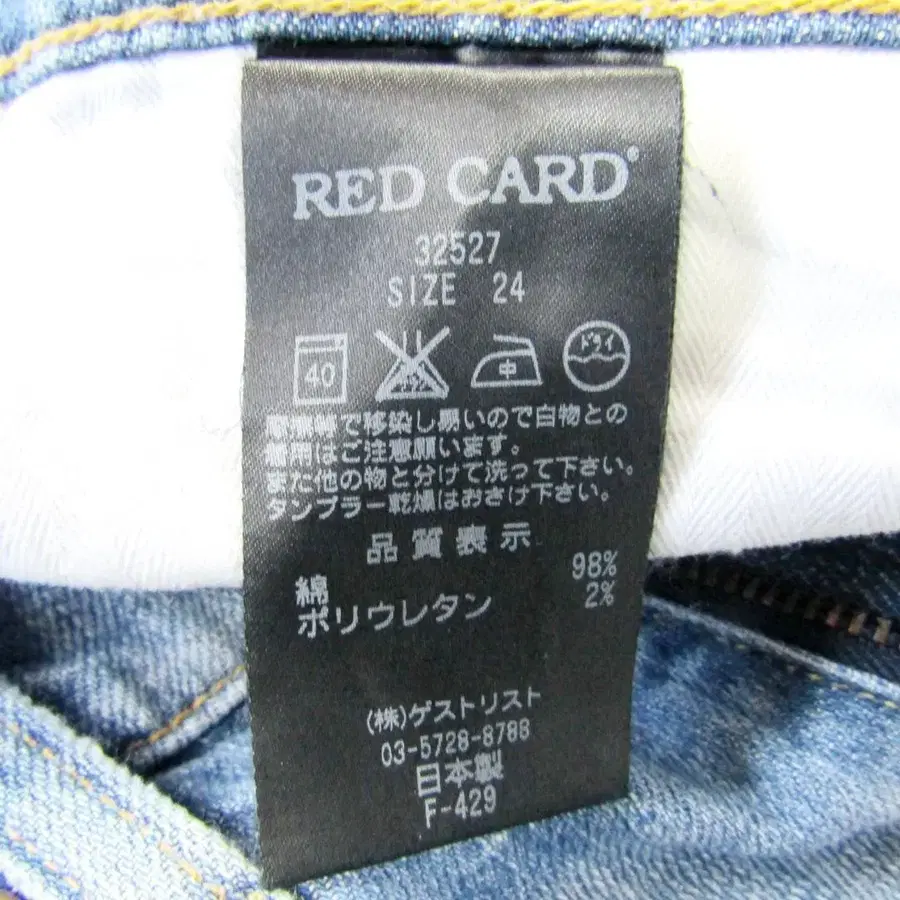 RED CARD®
32527
SIZE 24
40
中
ドライ
摩擦等で移染し易いので白物との
着用はご注意願います。
また他の物と分けて洗って下さい。
タンブラー乾燥はおさけ下さい。
品質表示
綿 98%
ポリウレタン 2%
(株)ゲストリスト
03-5728-8788
日本製
F-429